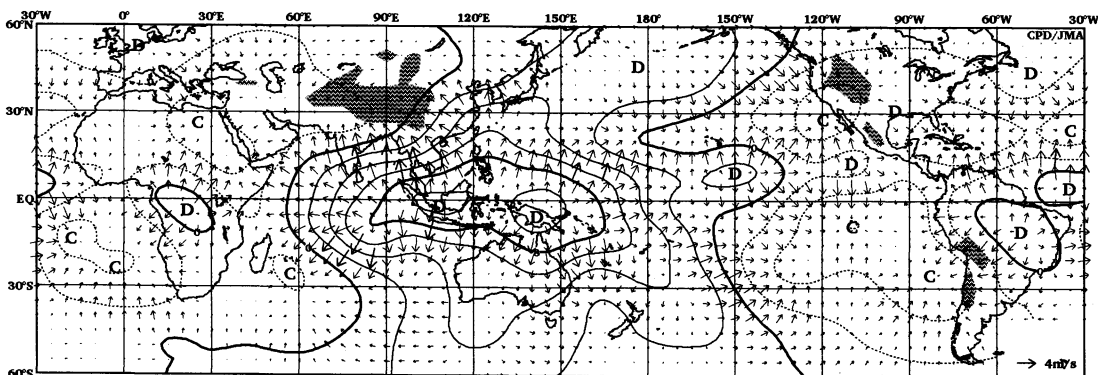 30°W 0° 30°E 60°E 90°E 120°E 150°E 180° 150°W 120°W 90°W 60°W 30°W
60°N
CPD/JMA
D D D
30°N
C D C C
D D
EQ
D D D D D D
C C
C C C
30°S
60°S
→ 4m/s